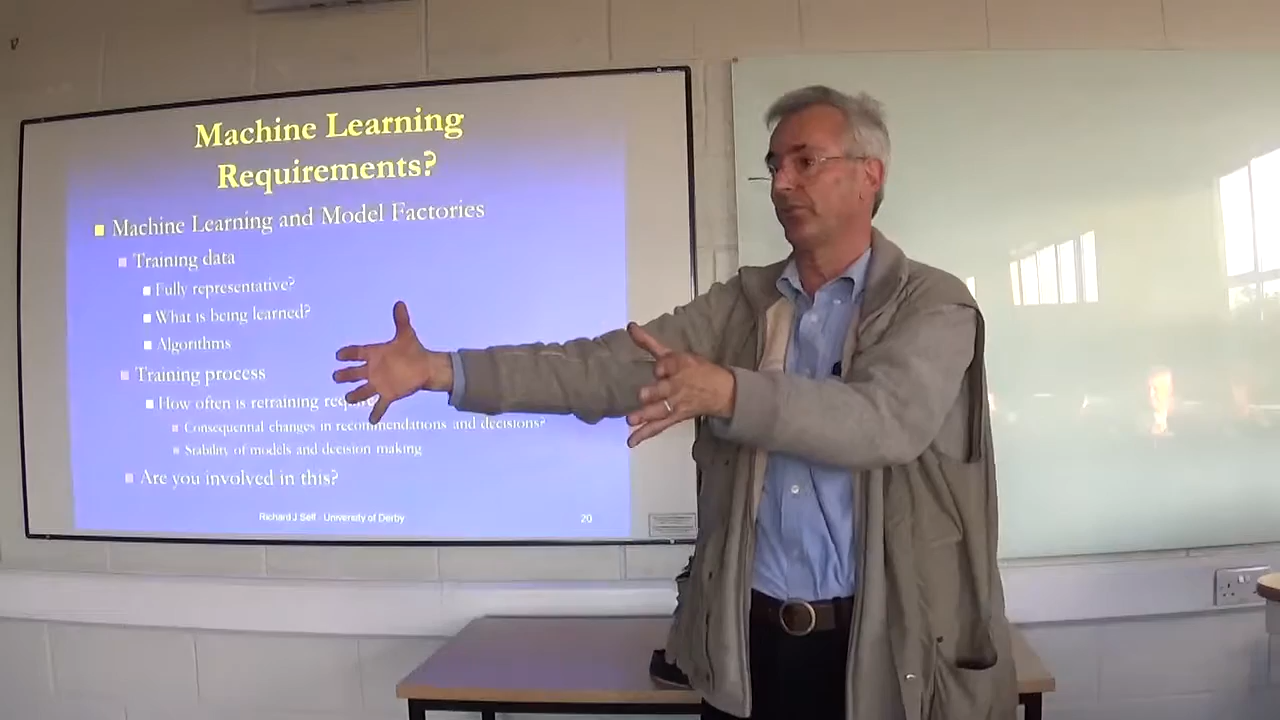 Machine Learning
Requirements?
Machine Learning and Model Factories
Training data
Fully representative?
What is being learned?
Algorithms
Training process
How often is retraining
Consequential changes in recommendations and decisions?
Stability of models and decision making
Are you involved in this?
Richard J Self - University of Derby 20